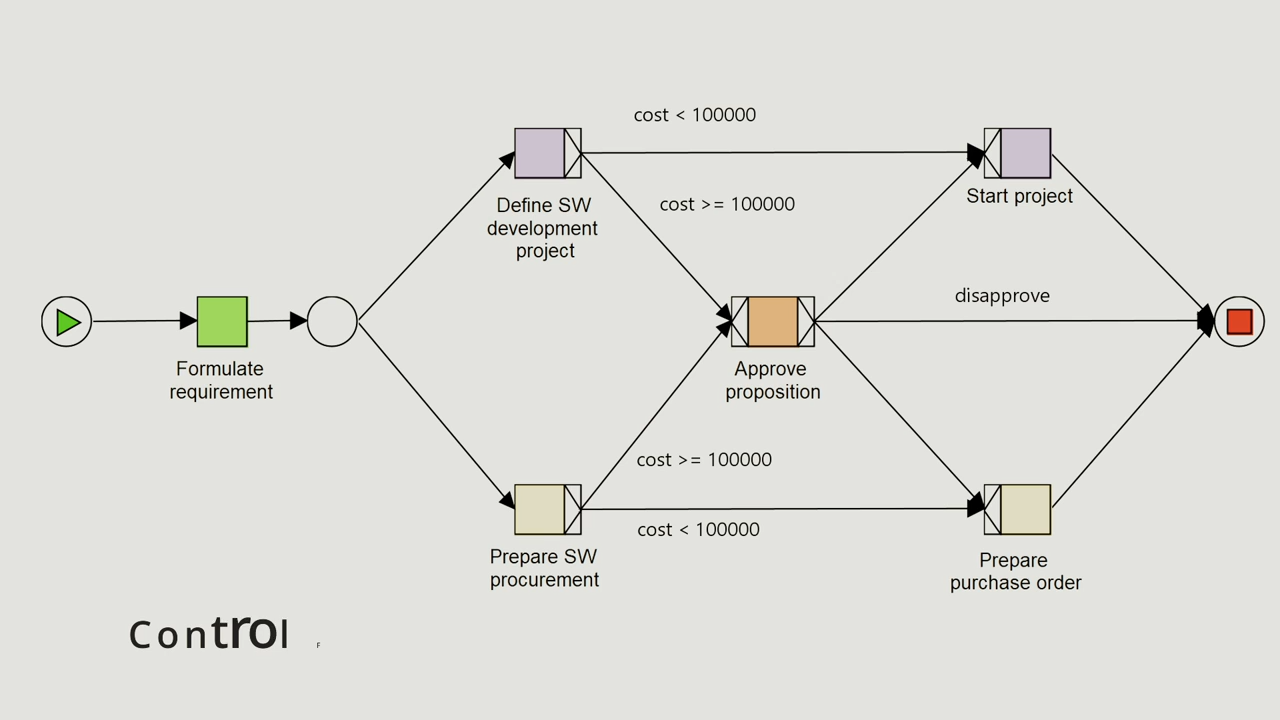 cost < 100000
Define SW
development
project
cost >= 100000
Start project
disapprove
Formulate
requirement
Approve
proposition
cost >= 100000
cost < 100000
Prepare SW
procurement
Prepare
purchase order
Control F